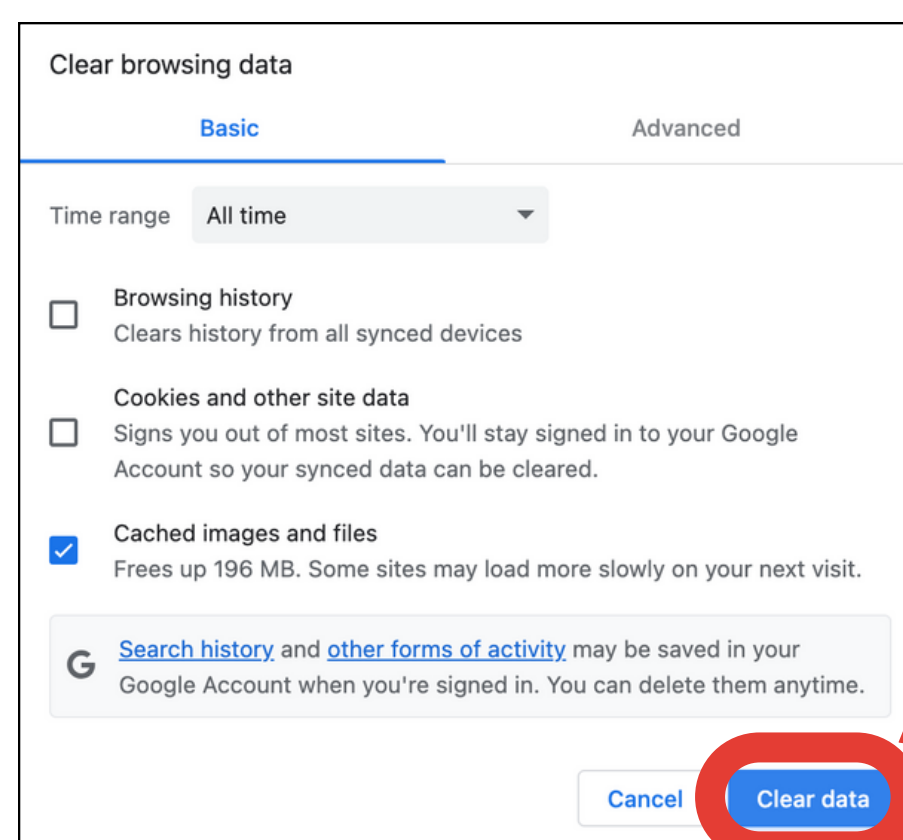 Clear browsing data
Basic
Advanced
Time range
All time
Browsing history
Clears history from all synced devices
Cookies and other site data
Signs you out of most sites. You'll stay signed in to your Google
Account so your synced data can be cleared.
Cached images and files
Frees up 196 MB. Some sites may load more slowly on your next visit.
G
Search history and other forms of activity may be saved in your
Google Account when you're signed in. You can delete them anytime.
Cancel
Clear data